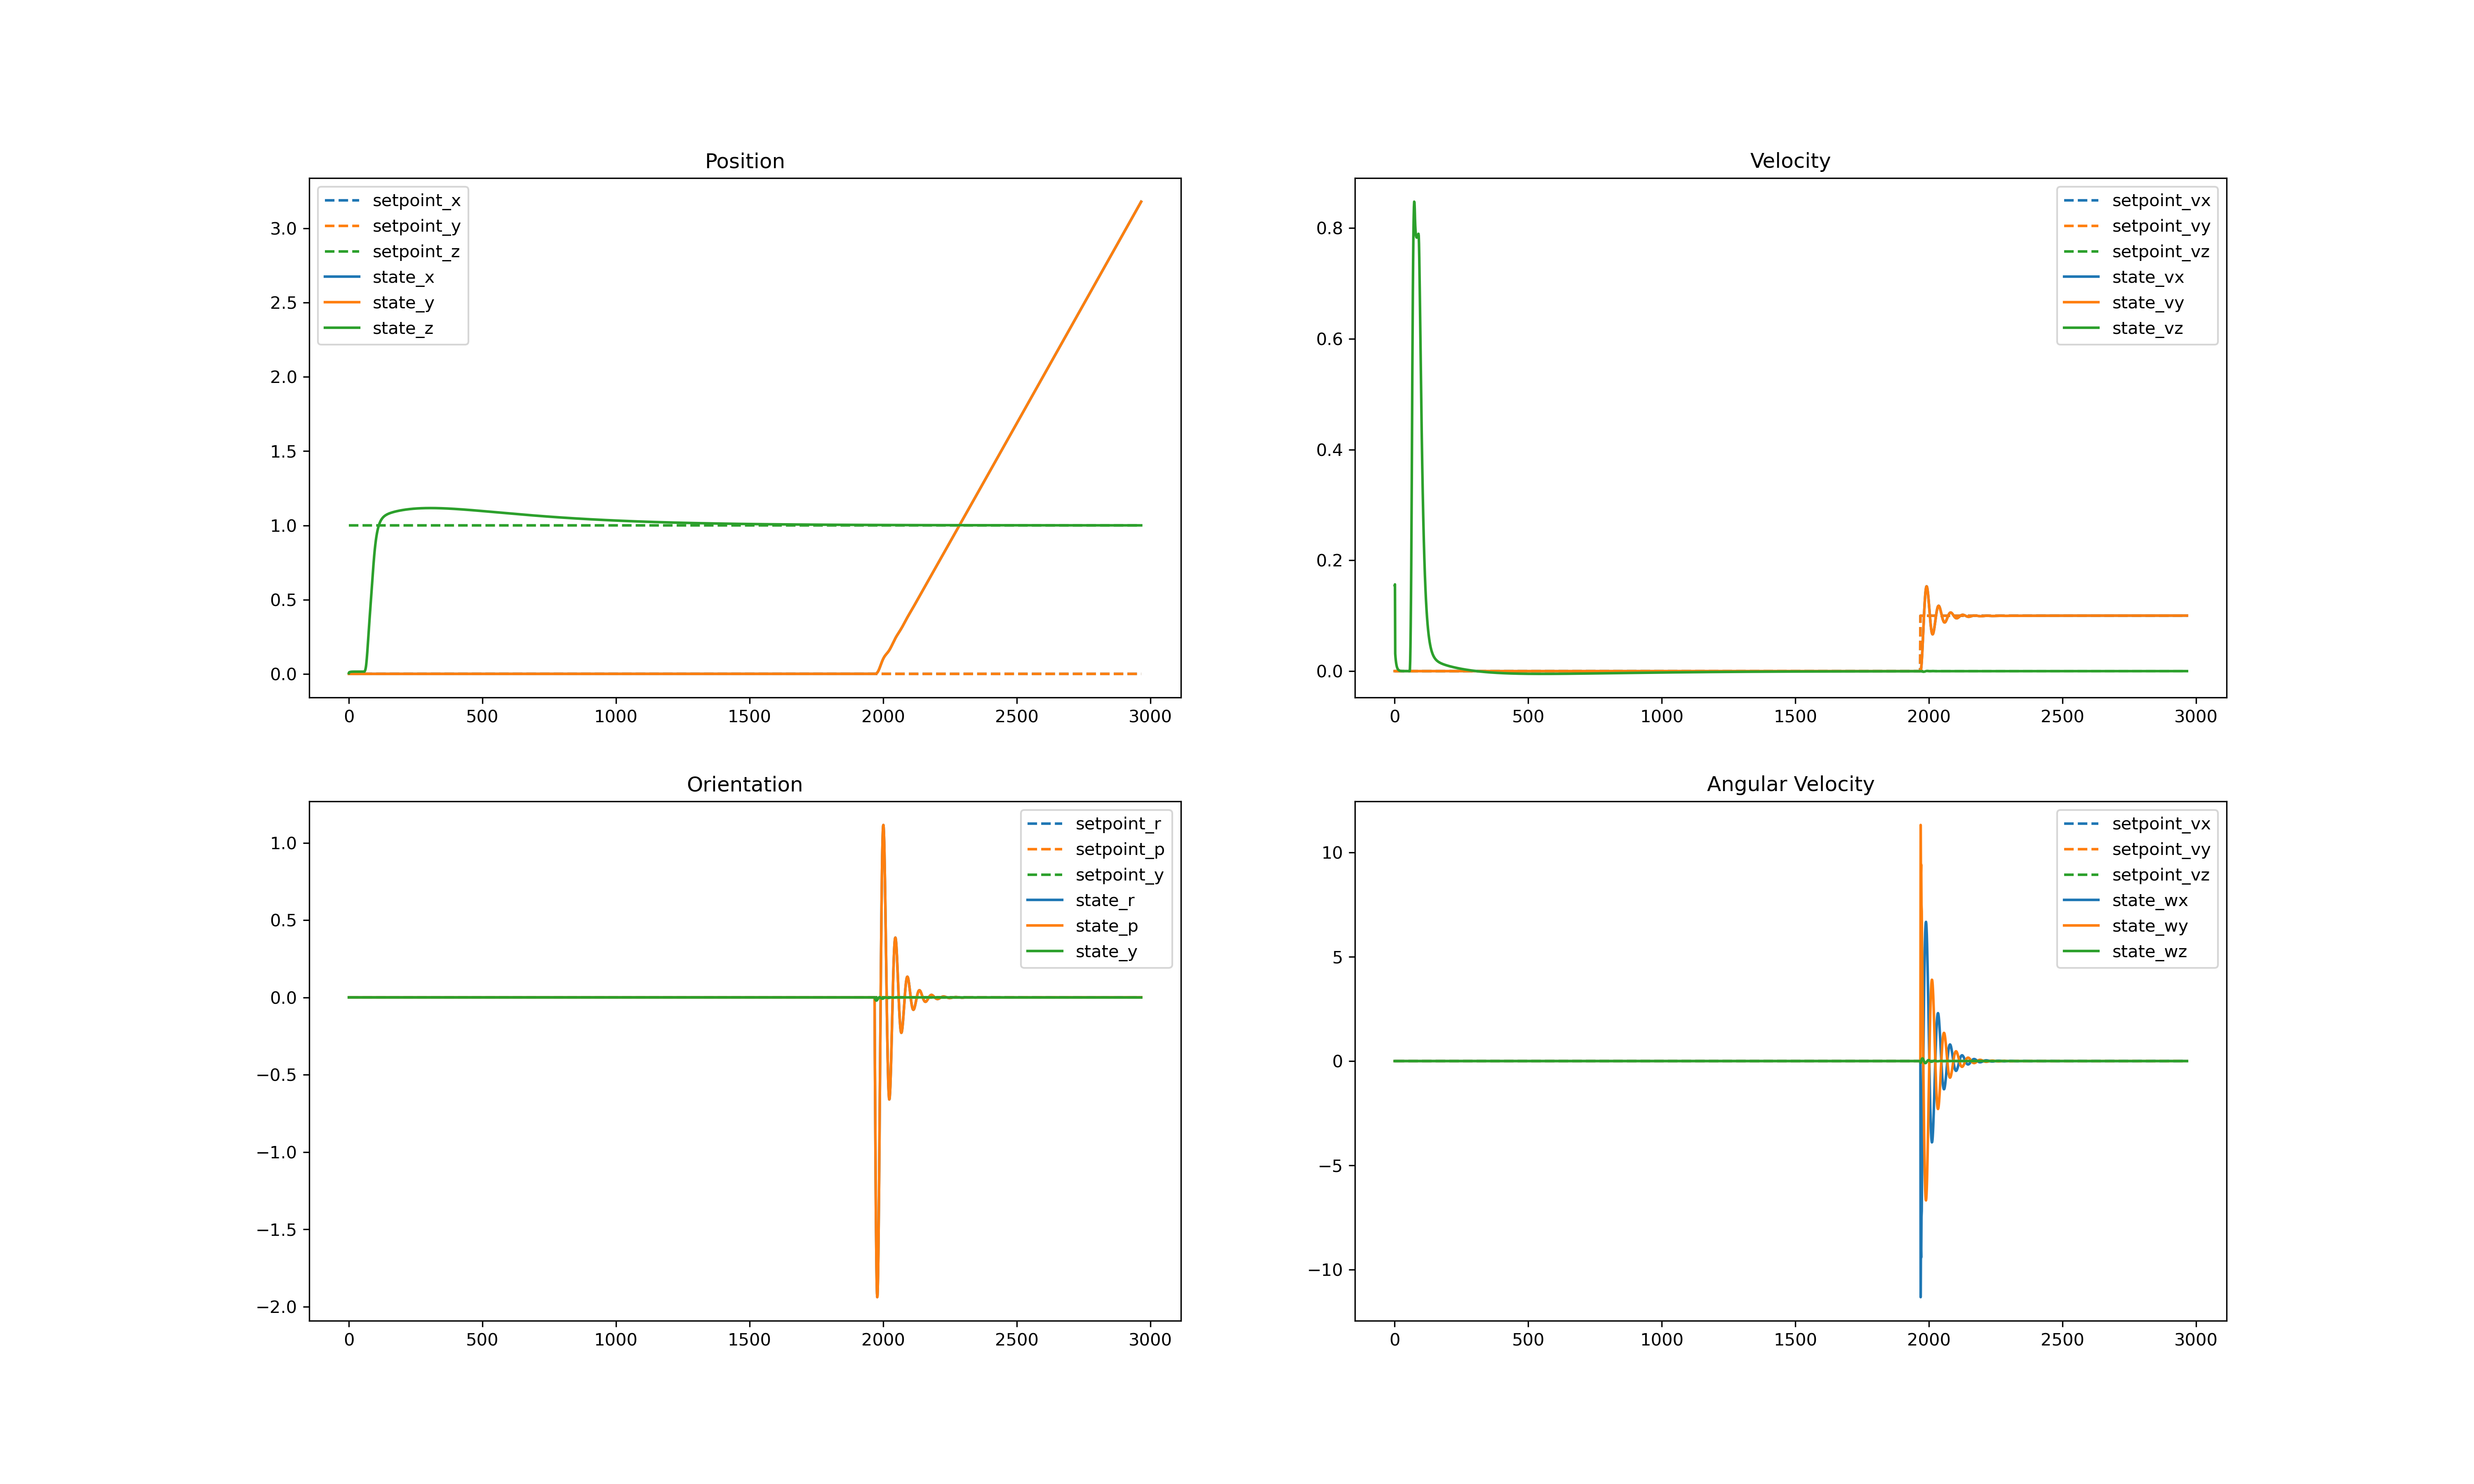 Position
setpoint_x
setpoint_y
setpoint_z
state_x
state_y
state_z
3.0
2.5
2.0
1.5
1.0
0.5
0.0
0 500 1000 1500 2000 2500 3000
Velocity
setpoint_vx
setpoint_vy
setpoint_vz
state_vx
state_vy
state_vz
0.8
0.6
0.4
0.2
0.0
0 500 1000 1500 2000 2500 3000
Orientation
setpoint_r
setpoint_p
setpoint_y
state_r
state_p
state_y
1.0
0.5
0.0
−0.5
−1.0
−1.5
−2.0
0 500 1000 1500 2000 2500 3000
Angular Velocity
setpoint_vx
setpoint_vy
setpoint_vz
state_wx
state_wy
state_wz
10
5
0
−5
−10
0 500 1000 1500 2000 2500 3000